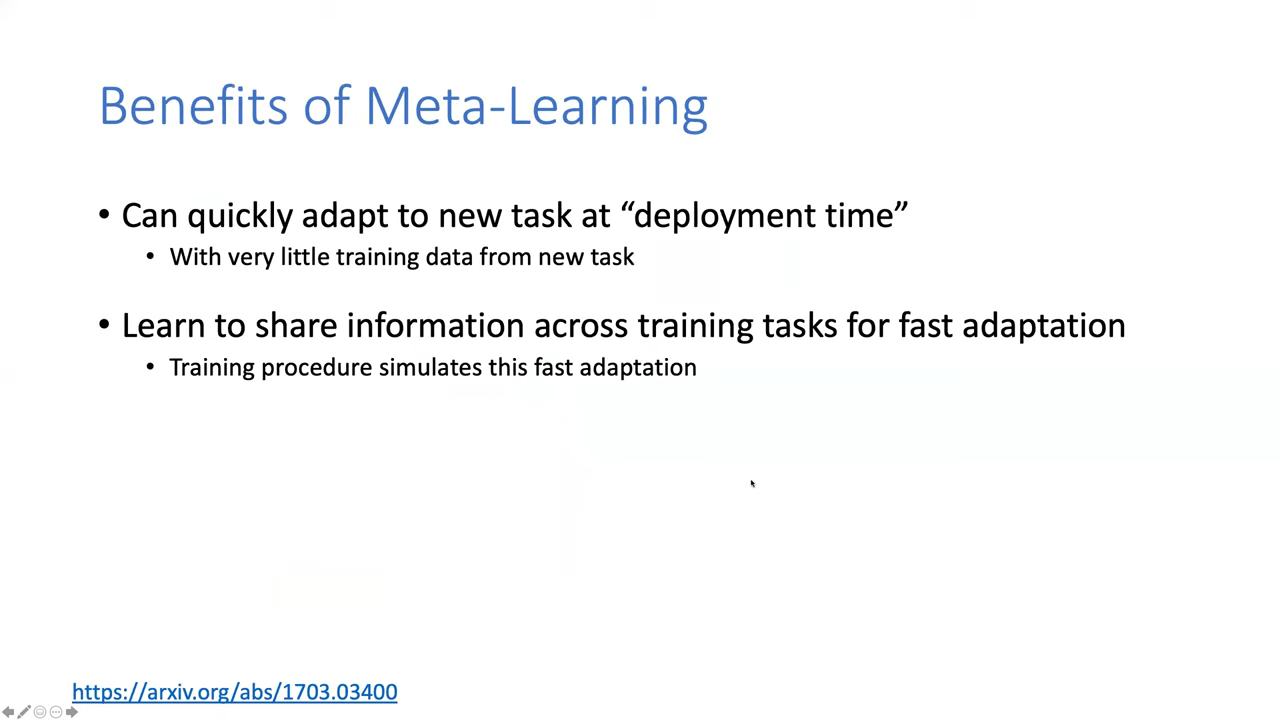 Benefits of Meta-Learning
• Can quickly adapt to new task at “deployment time”
• With very little training data from new task
• Learn to share information across training tasks for fast adaptation
• Training procedure simulates this fast adaptation
https://arxiv.org/abs/1703.03400